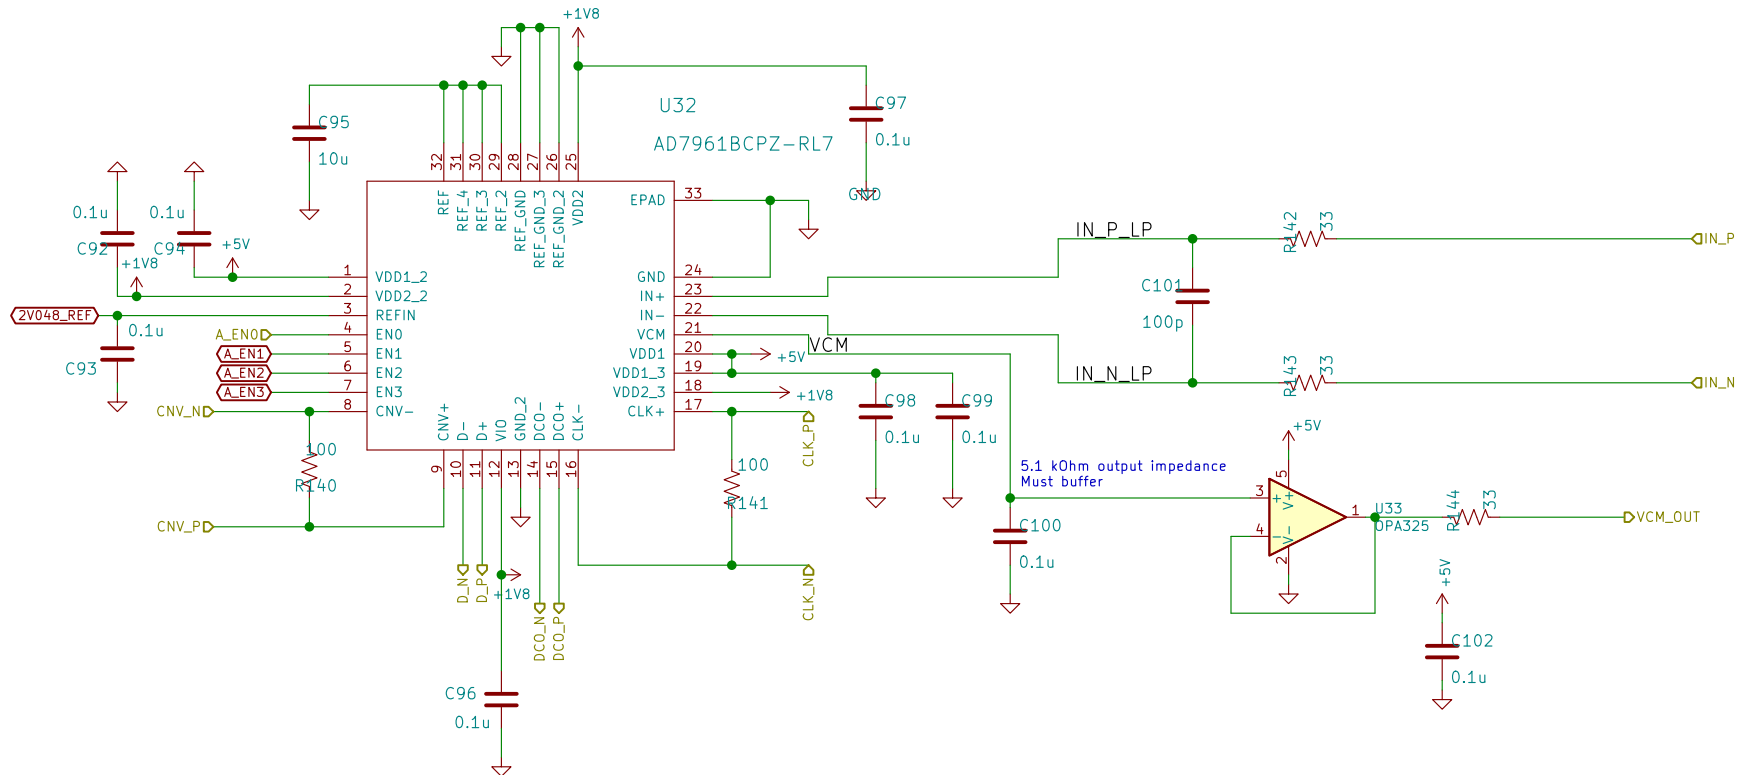 +1V8
U32
AD7961BCPZ-RL7
C97
0.1u
GND
C95
10u
32
31
30
29
28
27
26
25
REF
REF_4
REF_3
REF_2
REF_GND
REF_GND_3
REF_GND_2
VDD2
0.1u
C92
0.1u
C94
+5V
+1V8
2V048_REF
0.1u
C93
A_EN0
A_EN1
A_EN2
A_EN3
CNV_N
CNV_P
100
R140
1
2
3
4
5
6
7
8
VDD1_2
VDD2_2
REFIN
EN0
EN1
EN2
EN3
CNV-
EPAD
GND
IN+
IN-
VCM
VDD1
VDD1_3
VDD2_3
CLK+
33
24
23
22
21
20
19
18
17
CNV+
D-
D+
VIO
GND_2
DCO-
DCO+
CLK-
9
10
11
12
13
14
15
16
D_N
D_P
+1V8
DCO_N
DCO_P
C96
0.1u
100
R141
CLK_P
CLK_N
VCM
+5V
+1V8
C98
0.1u
C99
0.1u
IN_P_LP
IN_N_LP
C101
100p
R142
33
R143
33
IN_P
IN_N
5.1 kOhm output impedance
Must buffer
C100
0.1u
+5V
3
4
5
2
1
+
-
V+
V-
U33
OPA325
R144
33
VCM_OUT
+5V
C102
0.1u